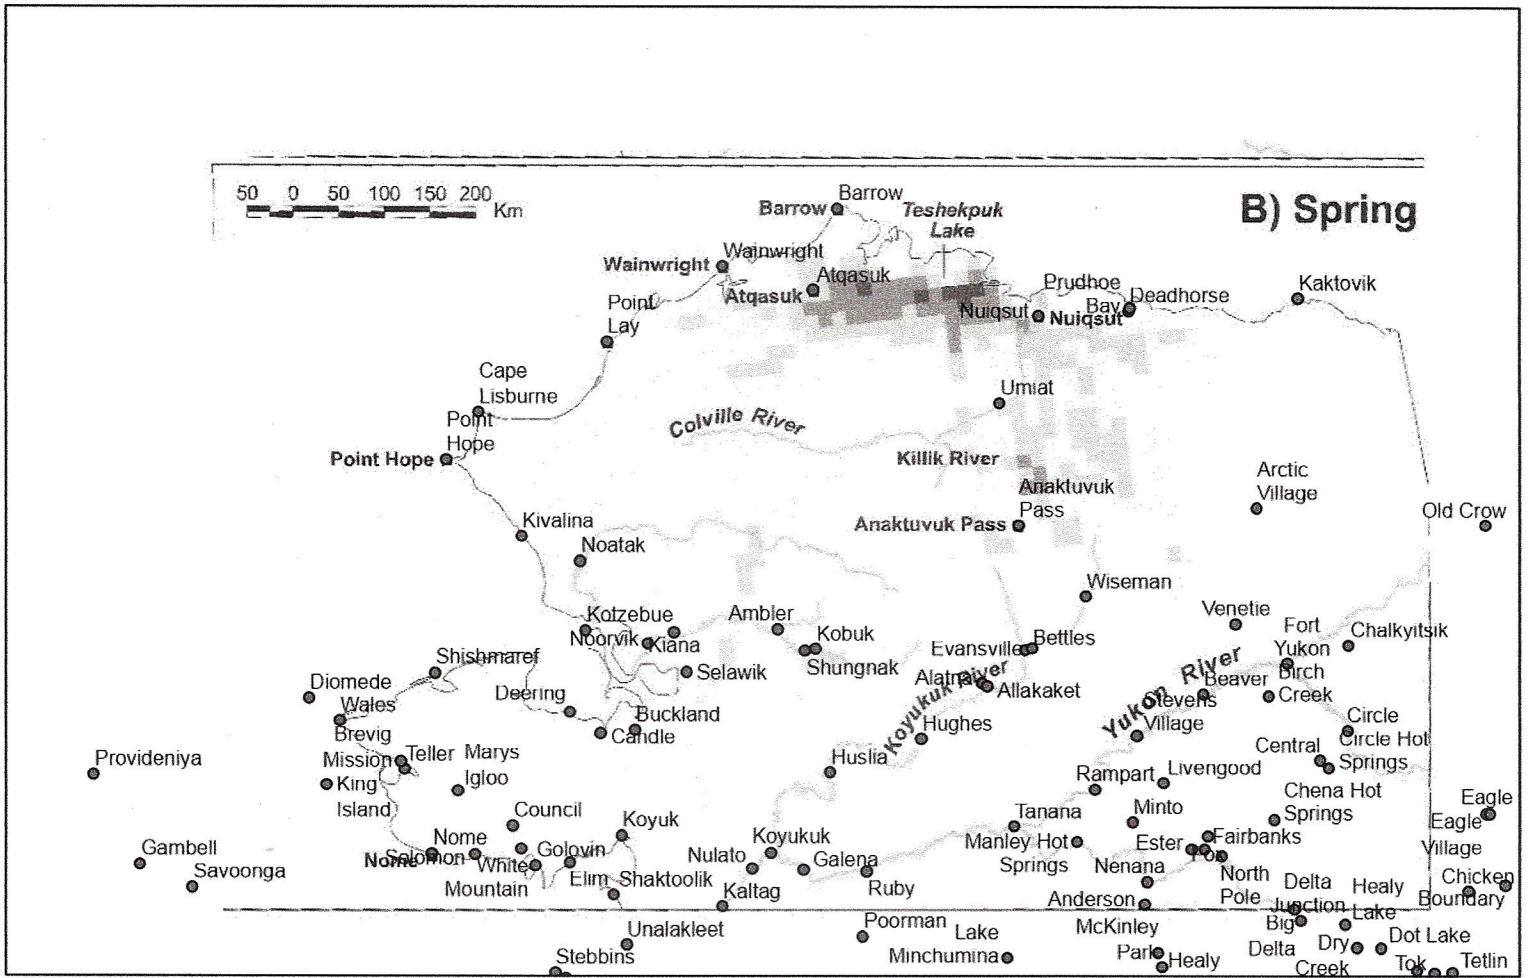 50 0 50 100 150 200
Km
B) Spring
Barrow
Barrow
Teshekpuk
Lake
Wainwright
Wainwright
Atqasuk
Atqasuk
Point
Lay
Prudhoe
Bay
Deadhorse
Kaktovik
Nuiqsut
Nuiqsut
Cape
Lisburne
Umiat
Point
Hope
Point Hope
Colville River
Killik River
Anaktuvuk
Pass
Anaktuvuk Pass
Arctic
Village
Old Crow
Kivalina
Noatak
Wiseman
Kotzebue
Noorvik
Kiana
Ambler
Kobuk
Shungnak
Selawik
Evansville
Bettles
Venetie
Fort
Yukon
Chalkyitsik
Shishmaref
Deering
Diomede
Wales
Alatna
Allakaket
Koyukuk River
Yukon River
Beaver
Birch
Creek
Stevens
Village
Brevig
Mission
Teller
Marys
Igloo
King
Island
Buckland
Candle
Hughes
Huslia
Circle
Central
Circle Hot
Springs
Provideniya
Rampart
Livengood
Chena Hot
Springs
Council
Koyuk
Tanana
Minto
Eagle
Eagle
Village
Gambell
Savoonga
Nome
Nome
Solomon
White
Mountain
Golovin
Elim
Shaktoolik
Koyukuk
Nulato
Galena
Kaltag
Ruby
Manley Hot
Springs
Ester
Fairbanks
Fox
Nenana
North
Pole
Anderson
Delta
Junction
Healy
Lake
Chicken
Boundary
Unalakleet
Stebbins
Poorman
Lake
Minchumina
McKinley
Park
Healy
Big
Delta
Dry
Creek
Dot Lake
Tok
Tetlin